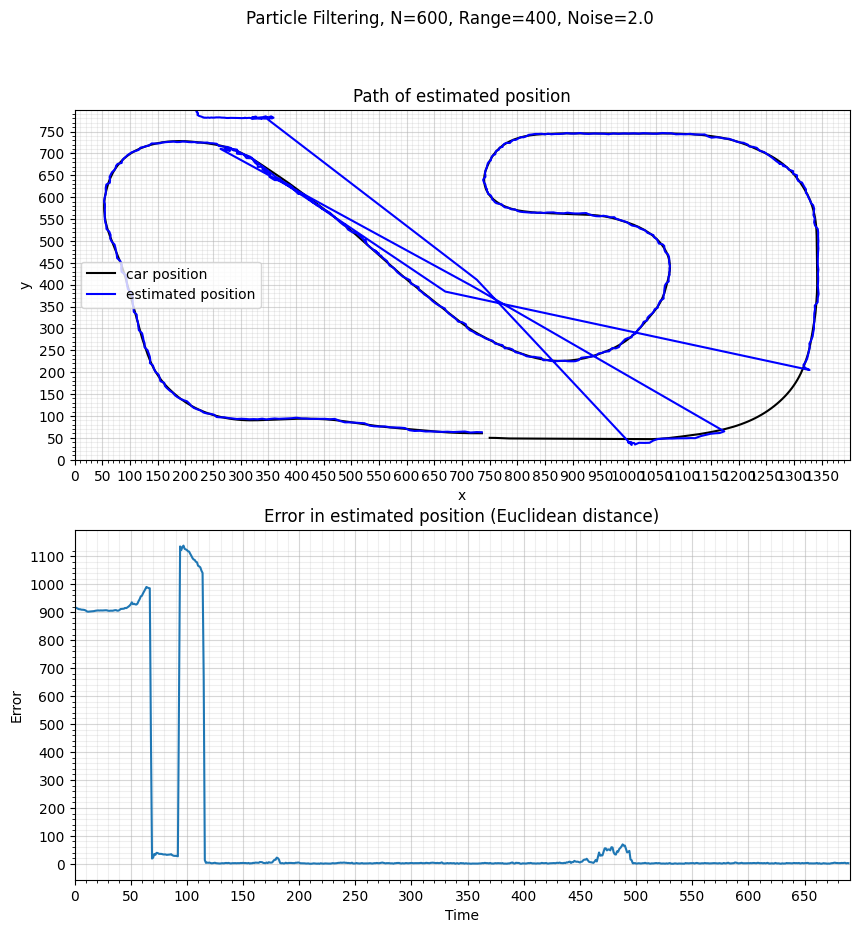 Particle Filtering, N=600, Range=400, Noise=2.0
Path of estimated position
750
700
650
600
550
500
450
400
350
300
250
200
150
100
50
0
y
car position
estimated position
0 50 100 150 200 250 300 350 400 450 500 550 600 650 700 750 800 850 900 950 1000 1050 1100 1150 1200 1250 1300 1350
x
Error in estimated position (Euclidean distance)
1100
1000
900
800
700
600
500
400
300
200
100
0
Error
0 50 100 150 200 250 300 350 400 450 500 550 600 650
Time